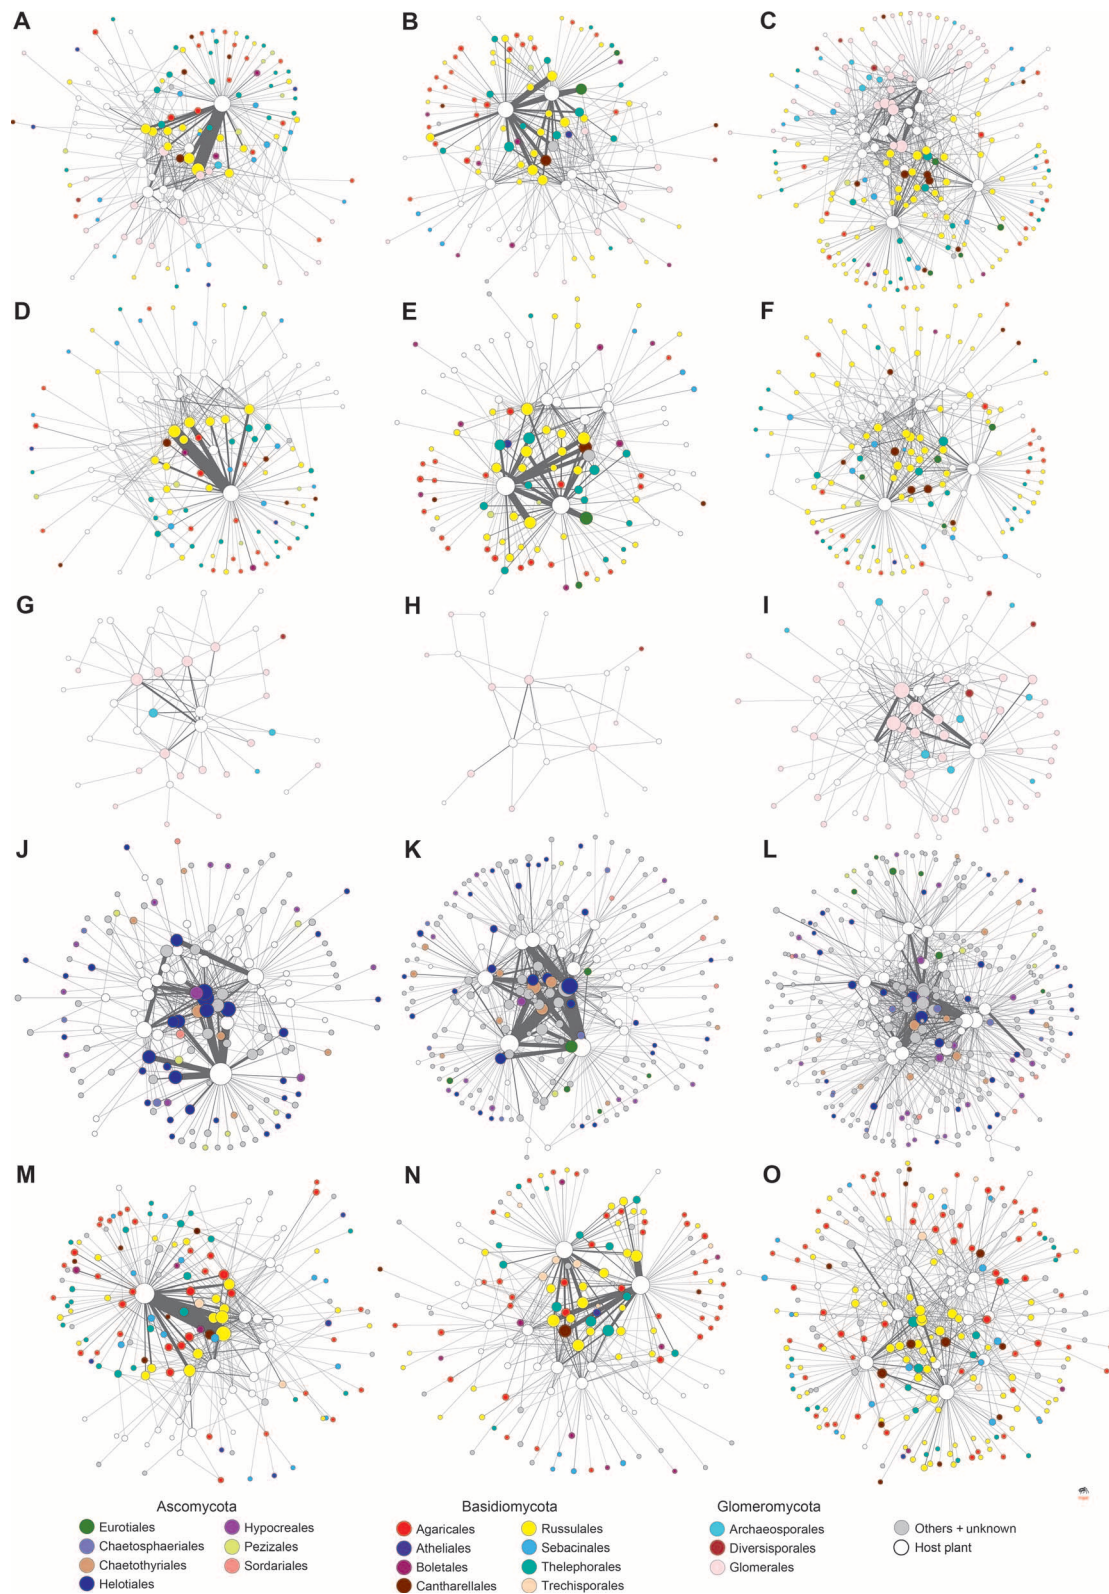 A B C
D E F
G H I
J K L
M N O
Ascomycota Basidiomycota Glomeromycota
Eurotiales Hypocreales Agaricales Russulales Archaeosporales Others + unknown
Chaetosphaeriales Pezizales Atheliales Sebacinales Diversisporales Host plant
Chaetothyriales Sordariales Boletales Thelephorales Glomerales
Helotiales Cantharellales Trechisporales